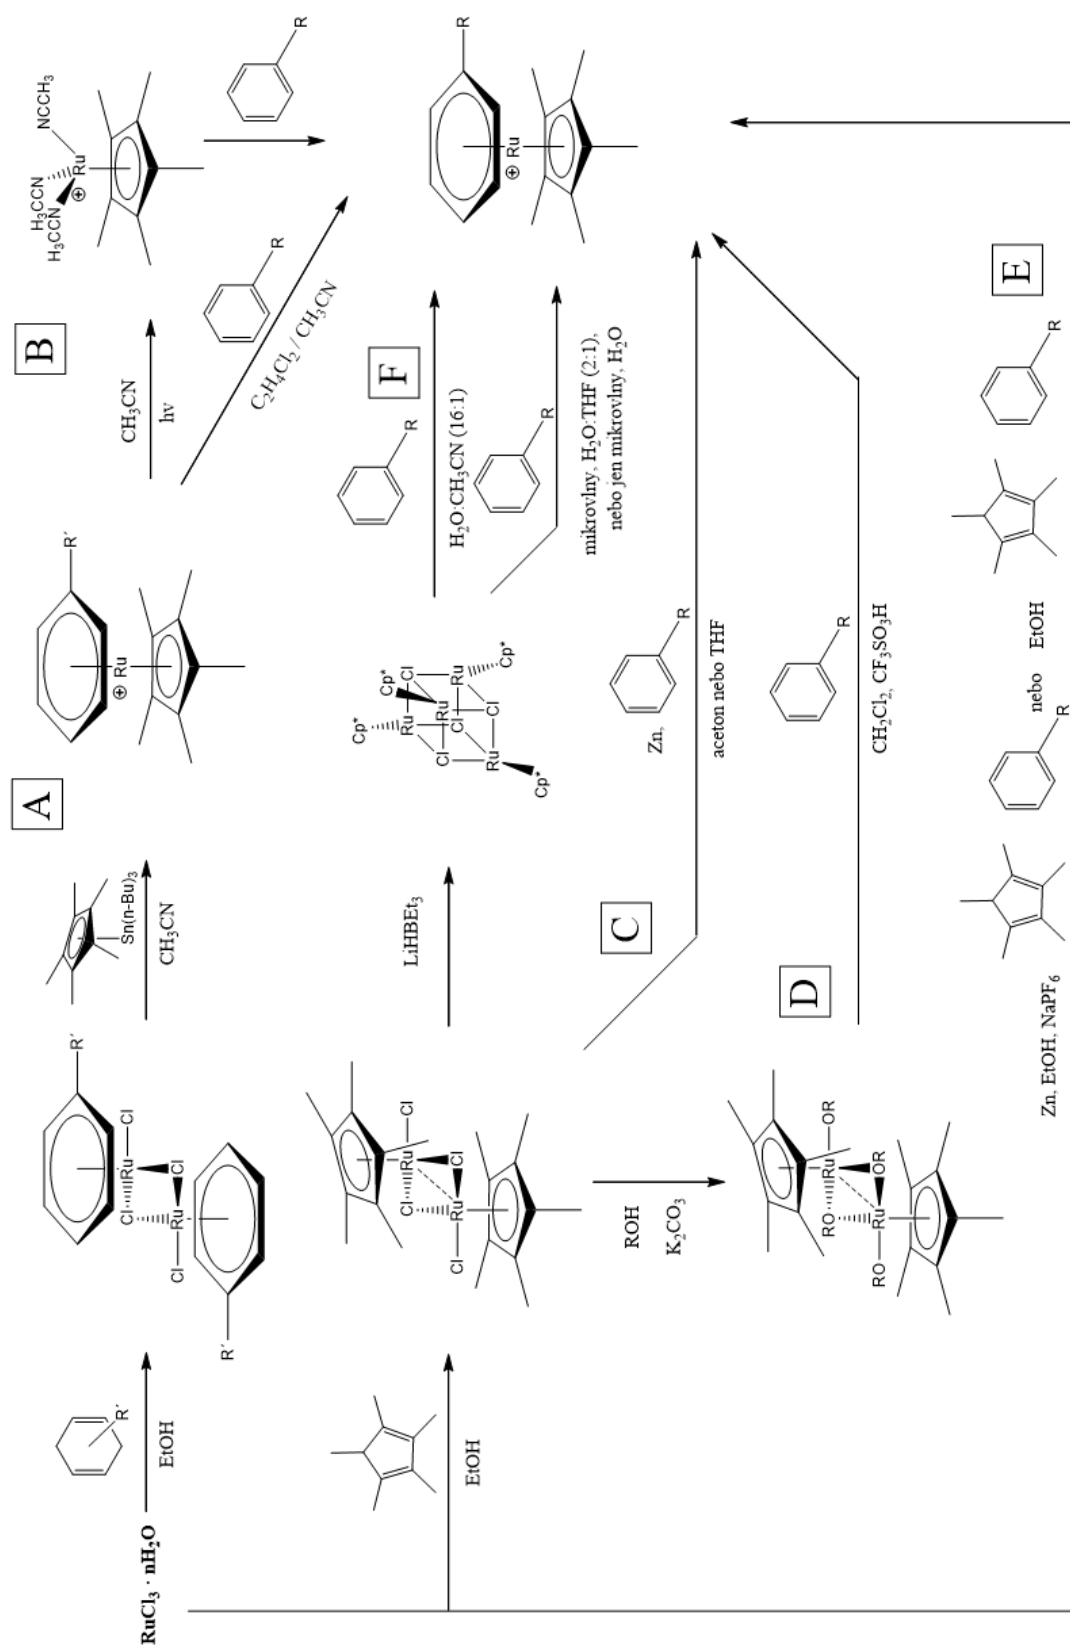 RuCl3 · nH2O
R´
EtOH
R´
Cl
Cl
Ru
Cl
Ru
Cl
R´
Sn(n-Bu)3
CH3CN
A
R´
Ru
⊕
CH3CN
hν
B
H3CCN
H3CCN
NCCH3
Ru
⊕
R
R
C2H4Cl2 / CH3CN
R
Ru
⊕
EtOH
Cl
Cl
Ru
Cl
Ru
Cl
LiHBEt3
Cp*
Cp*
Cp*
Cp*
Ru
Ru
Ru
Ru
Cl
Cl
Cl
Cl
F
R
H2O:CH3CN (16:1)
R
mikrovlny, H2O:THF (2:1),
nebo jen mikrovlny, H2O
C
Zn,
R
aceton nebo THF
ROH
K2CO3
RO
OR
Ru
OR
Ru
RO
D
R
CH2Cl2, CF3SO3H
E
Zn, EtOH, NaPF6
R
nebo
EtOH
R